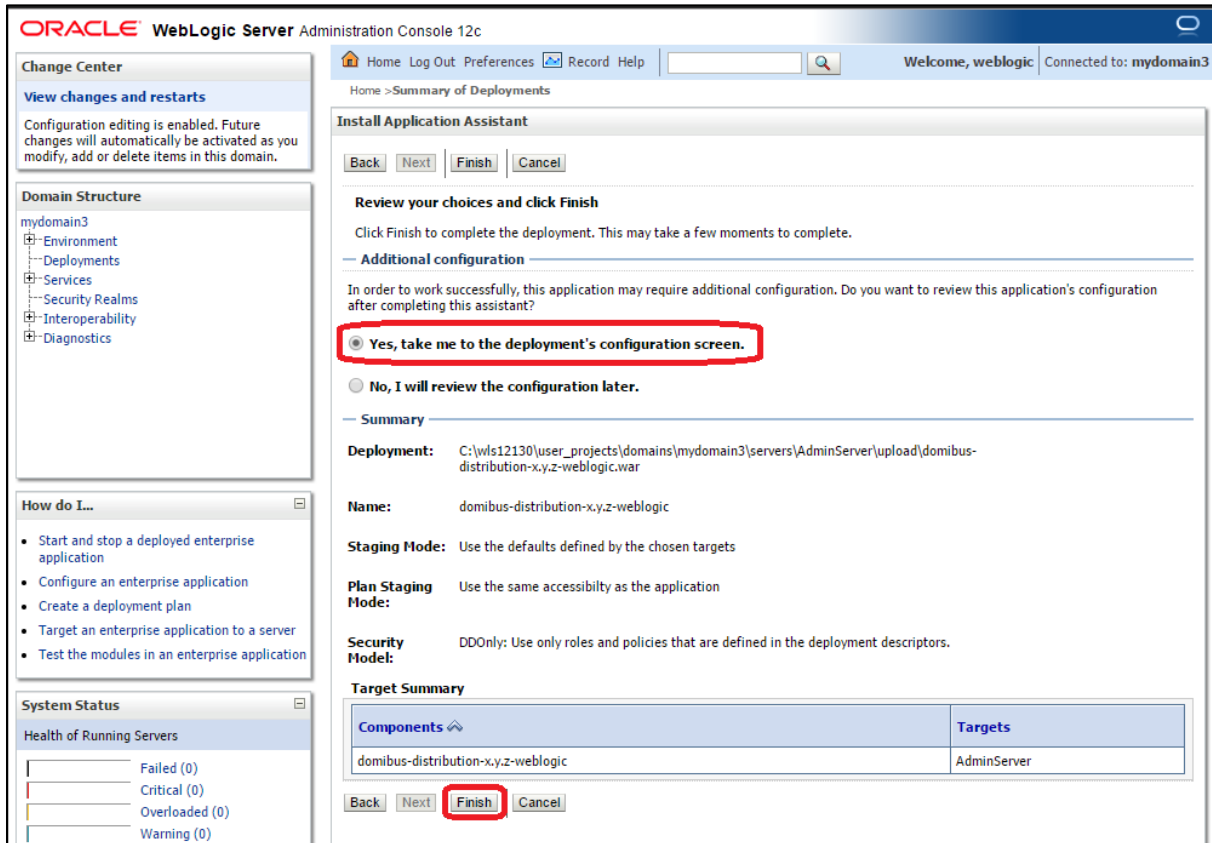 ORACLE WebLogic Server Administration Console 12c
Change Center
View changes and restarts
Configuration editing is enabled. Future
changes will automatically be activated as you
modify, add or delete items in this domain.
Domain Structure
mydomain3
Environment
Deployments
Services
Security Realms
Interoperability
Diagnostics
How do I...
Start and stop a deployed enterprise
application
Configure an enterprise application
Create a deployment plan
Target an enterprise application to a server
Test the modules in an enterprise application
System Status
Health of Running Servers
Failed (0)
Critical (0)
Overloaded (0)
Warning (0)
Home Log Out Preferences Record Help
Welcome, weblogic Connected to: mydomain3
Home >Summary of Deployments
Install Application Assistant
Back Next Finish Cancel
Review your choices and click Finish
Click Finish to complete the deployment. This may take a few moments to complete.
Additional configuration
In order to work successfully, this application may require additional configuration. Do you want to review this application's configuration
after completing this assistant?
Yes, take me to the deployment's configuration screen.
No, I will review the configuration later.
Summary
Deployment: C:\wls12130\user_projects\domains\mydomain3\servers\AdminServer\upload\domibus-
distribution-x.y.z-weblogic.war
Name: domibus-distribution-x.y.z-weblogic
Staging Mode: Use the defaults defined by the chosen targets
Plan Staging Use the same accessibilty as the application
Mode:
Security DDOnly: Use only roles and policies that are defined in the deployment descriptors.
Model:
Target Summary
Components Targets
domibus-distribution-x.y.z-weblogic AdminServer
Back Next Finish Cancel